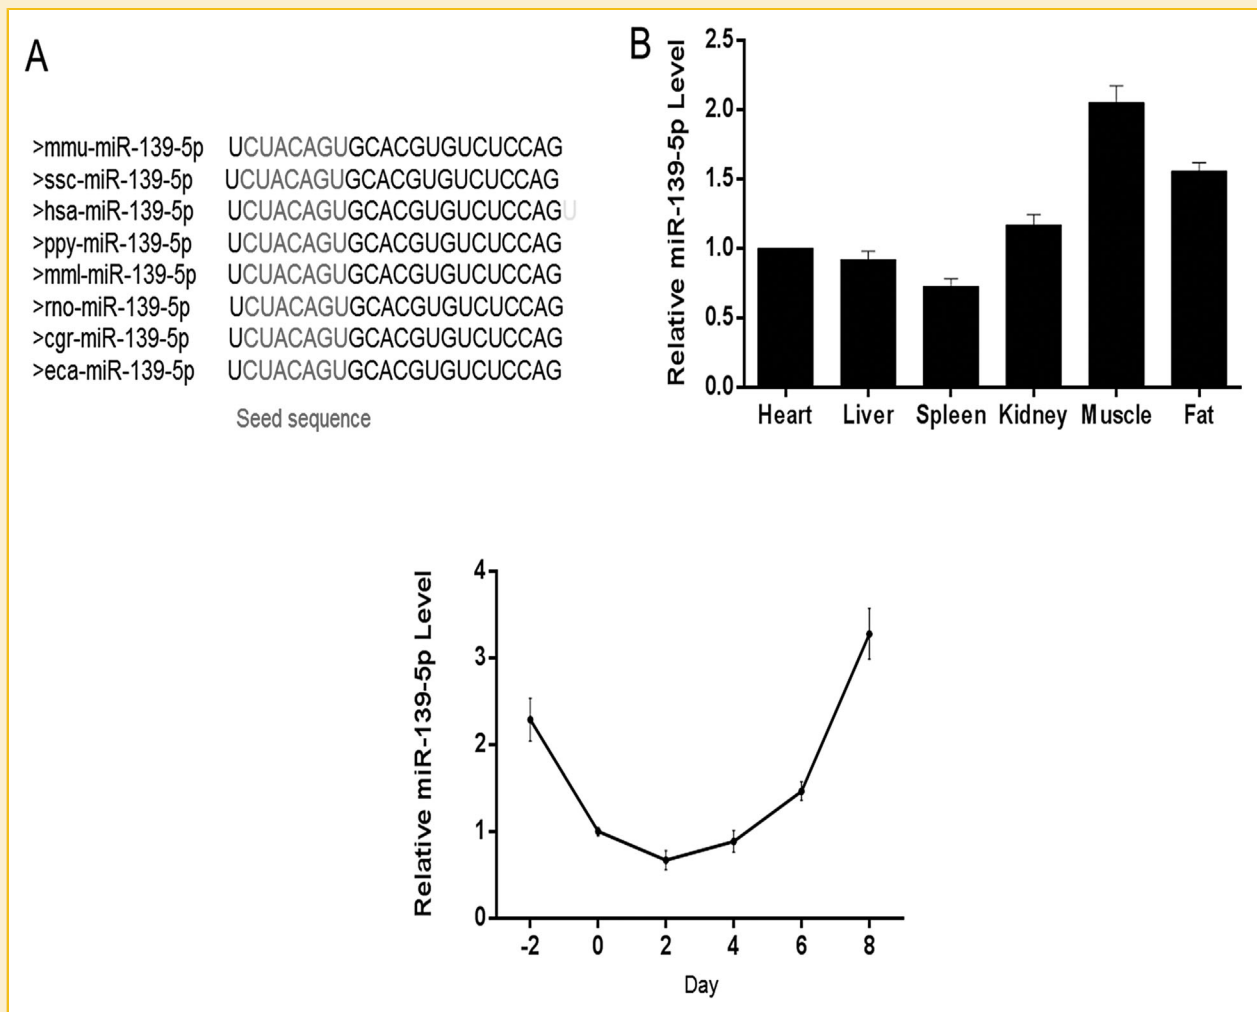 A
>mmu-miR-139-5p UCUACAGUGCACGUGUCUCCAG
>ssc-miR-139-5p UCUACAGUGCACGUGUCUCCAG
>hsa-miR-139-5p UCUACAGUGCACGUGUCUCCAGU
>ppy-miR-139-5p UCUACAGUGCACGUGUCUCCAG
>mml-miR-139-5p UCUACAGUGCACGUGUCUCCAG
>rno-miR-139-5p UCUACAGUGCACGUGUCUCCAG
>cgr-miR-139-5p UCUACAGUGCACGUGUCUCCAG
>eca-miR-139-5p UCUACAGUGCACGUGUCUCCAG
Seed sequence
B
Relative miR-139-5p Level
2.5
2.0
1.5
1.0
0.5
0.0
Heart Liver Spleen Kidney Muscle Fat
Relative miR-139-5p Level
4
3
2
1
0
-2 0 2 4 6 8
Day